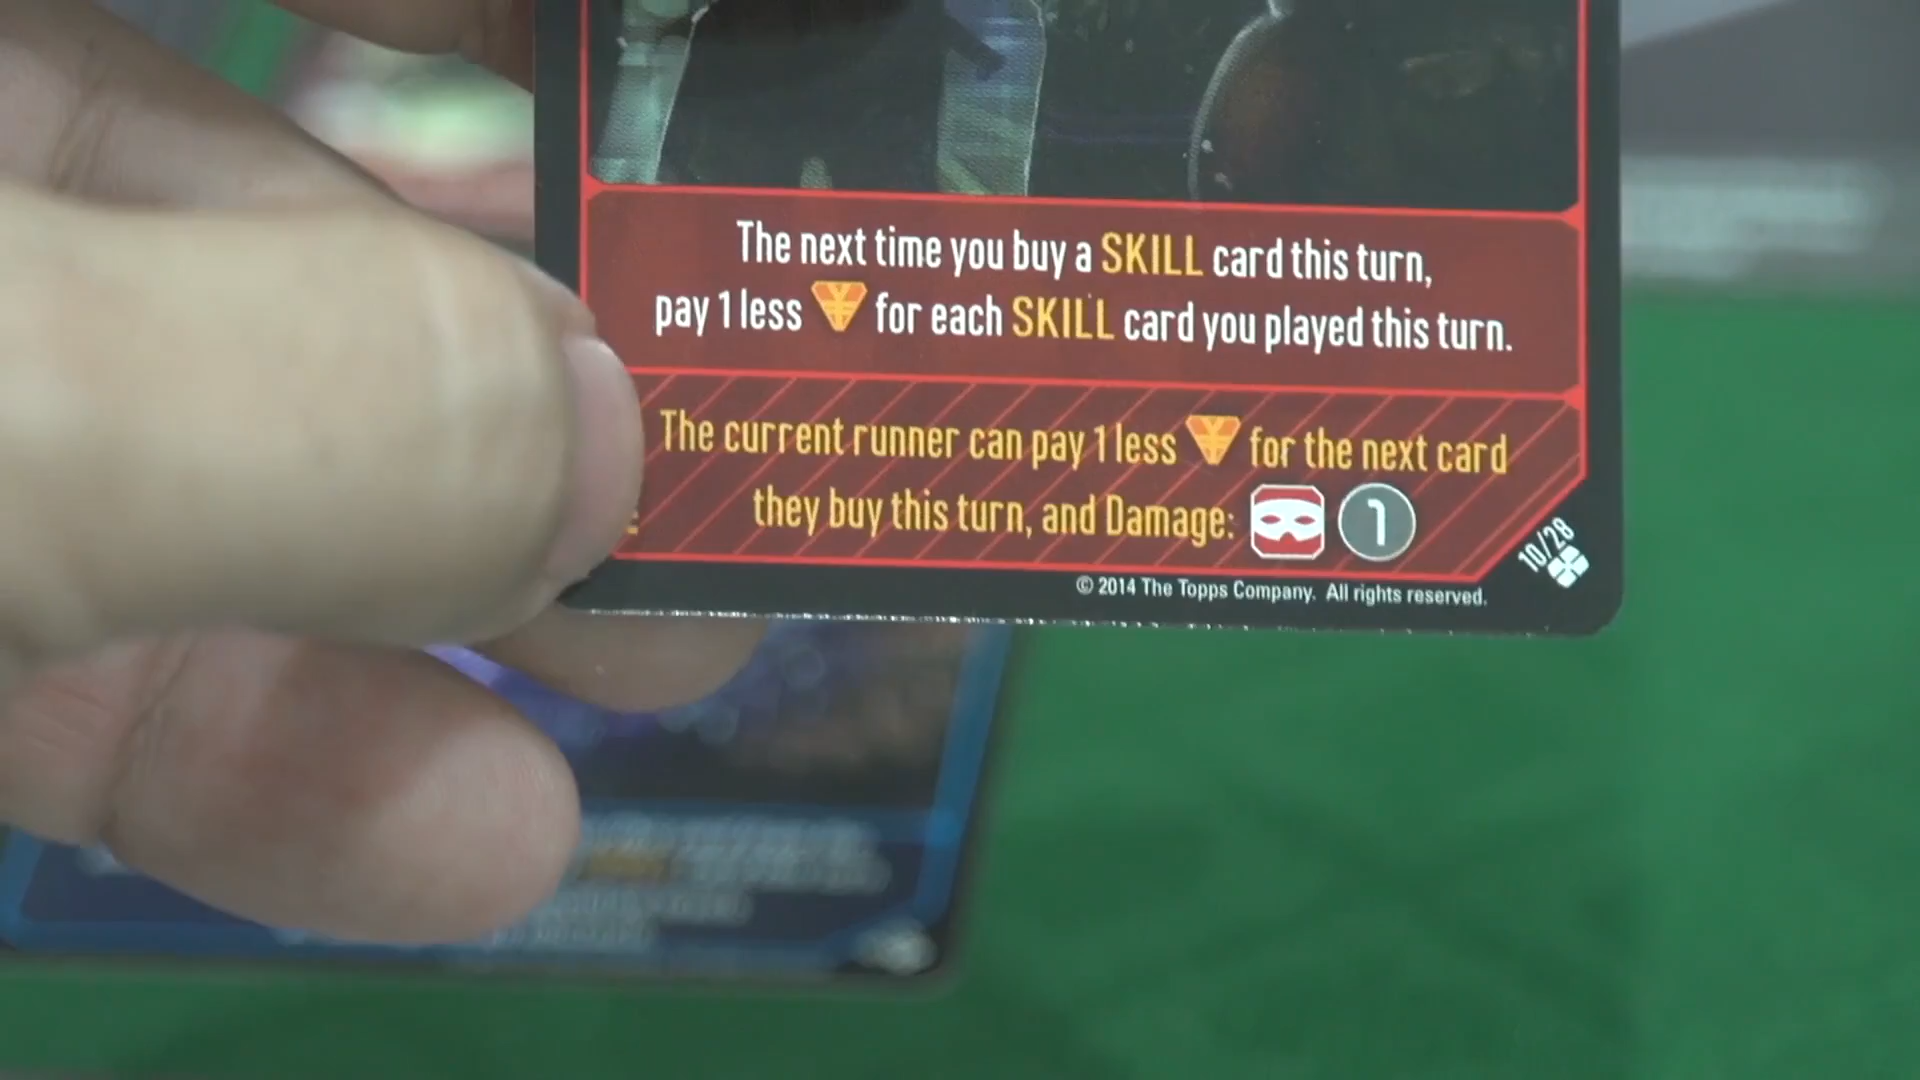 The next time you buy a SKILL card this turn,
pay 1 less ¥ for each SKILL card you played this turn.
The current runner can pay 1 less ¥ for the next card
they buy this turn, and Damage: 1
10/28
© 2014 The Topps Company. All rights reserved.